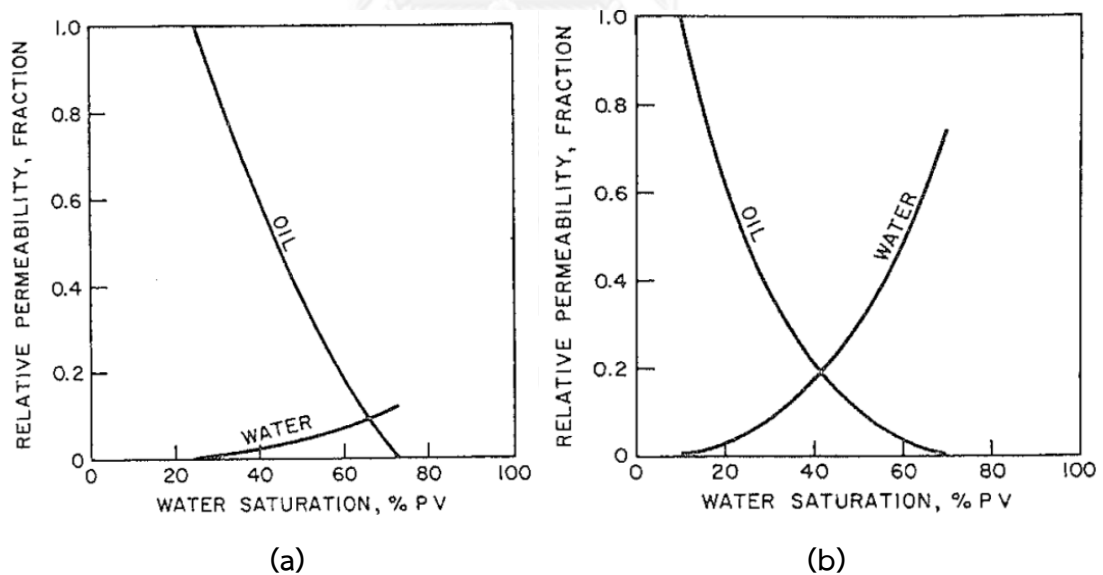 RELATIVE PERMEABILITY, FRACTION
1.0
0.8
0.6
0.4
0.2
0
OIL
WATER
0 20 40 60 80 100
WATER SATURATION, % PV
(a)
RELATIVE PERMEABILITY, FRACTION
1.0
0.8
0.6
0.4
0.2
0
OIL
WATER
0 20 40 60 80 100
WATER SATURATION, % PV
(b)